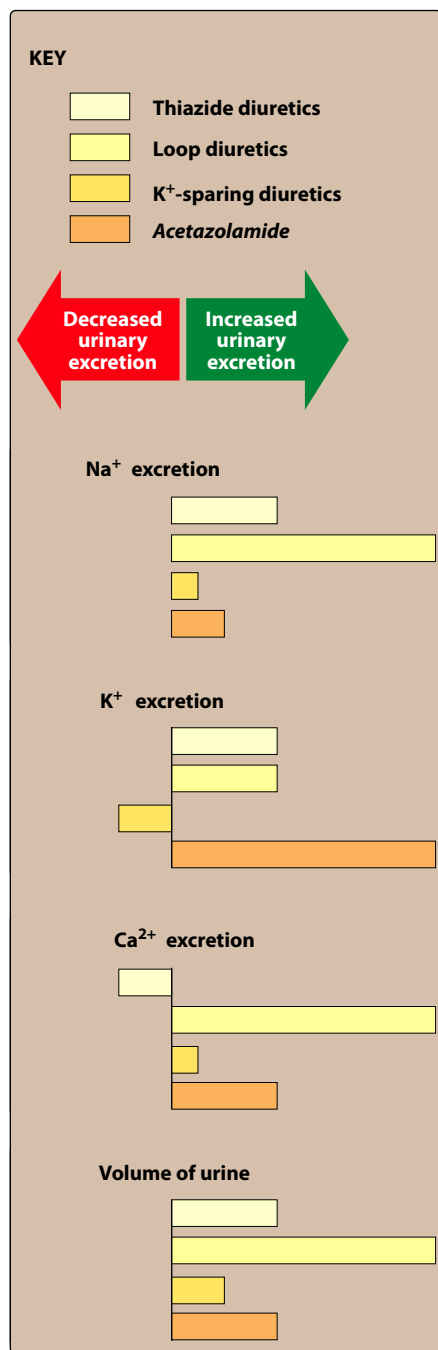 KEY
Thiazide diuretics
Loop diuretics
K⁺-sparing diuretics
Acetazolamide
Decreased
urinary
excretion
Increased
urinary
excretion
Na⁺ excretion
K⁺ excretion
Ca²⁺ excretion
Volume of urine